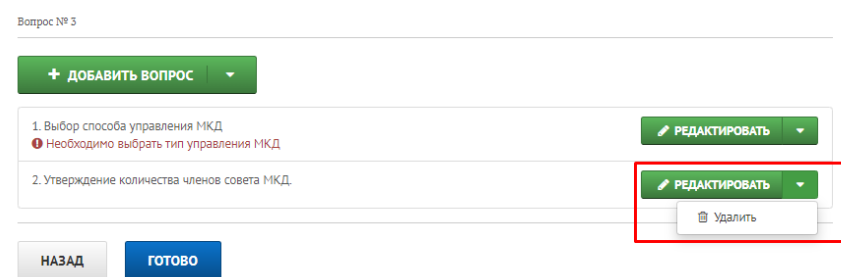 Вопрос № 3
+ ДОБАВИТЬ ВОПРОС
1. Выбор способа управления МКД
РЕДАКТИРОВАТЬ
Необходимо выбрать тип управления МКД
2. Утверждение количества членов совета МКД.
РЕДАКТИРОВАТЬ
Удалить
НАЗАД
ГОТОВО